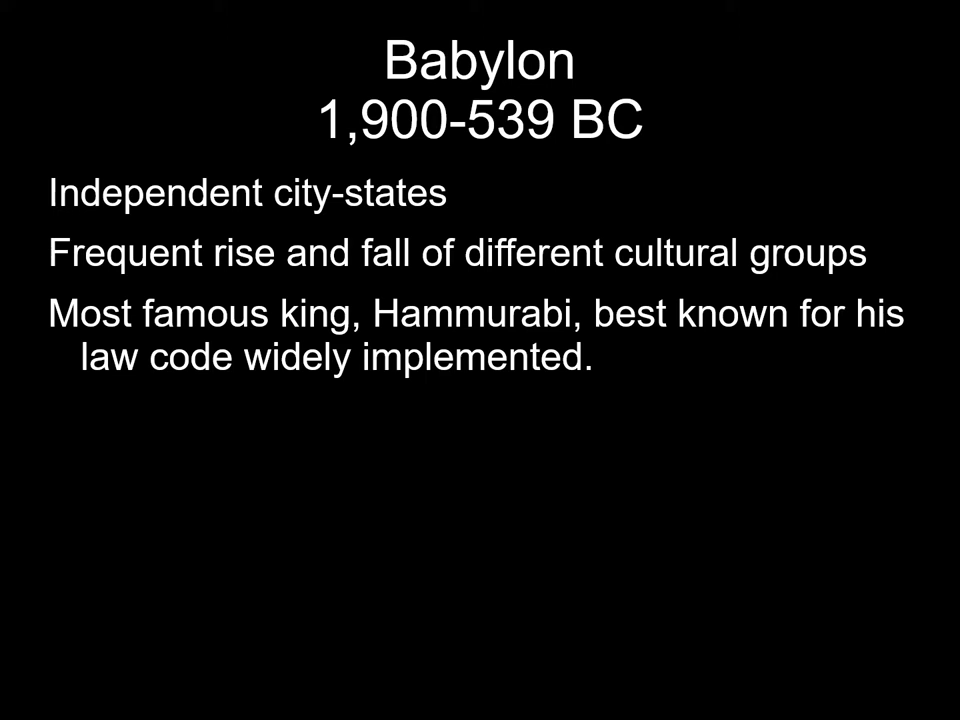 Babylon
1,900-539 BC
Independent city-states
Frequent rise and fall of different cultural groups
Most famous king, Hammurabi, best known for his
law code widely implemented.